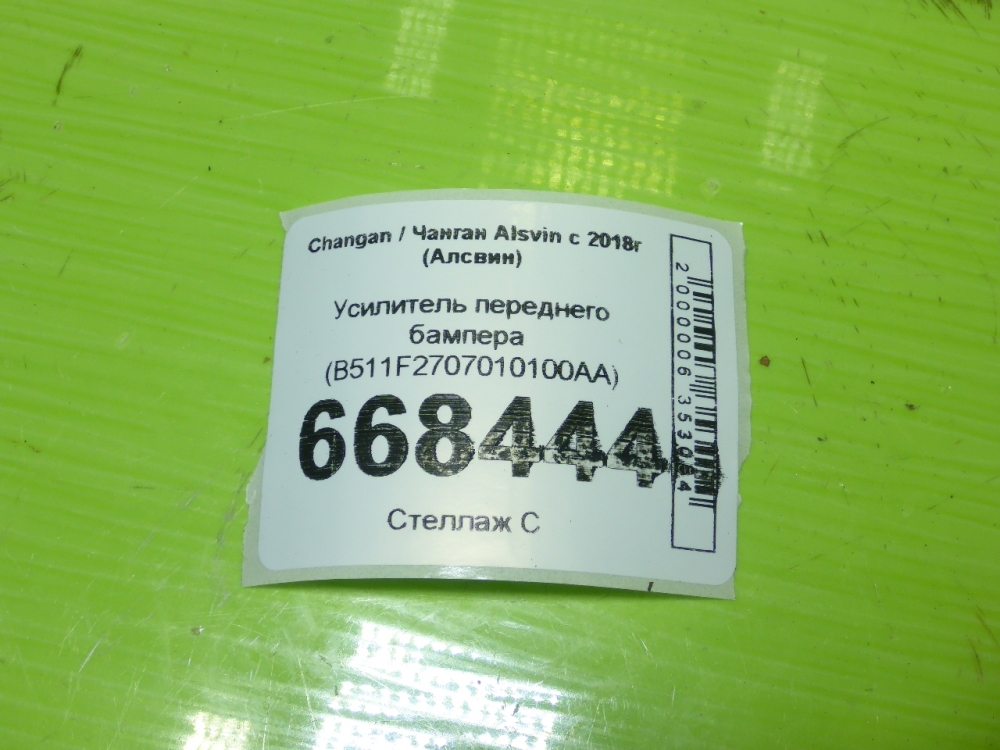 Changan / Чанган Alsvin с 2018г
(Алсвин)
Усилитель переднего
бампера
(B511F2707010100AA)
668444
Стеллаж С